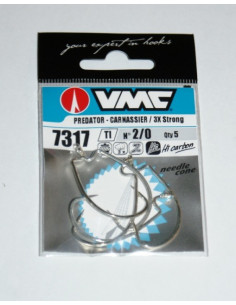 your expert in hooks
VMC
PREDATOR - CARNASSIER / 3X Strong
7317 TI N° 2/0 Qty 5
Hi carbon
needle
cone